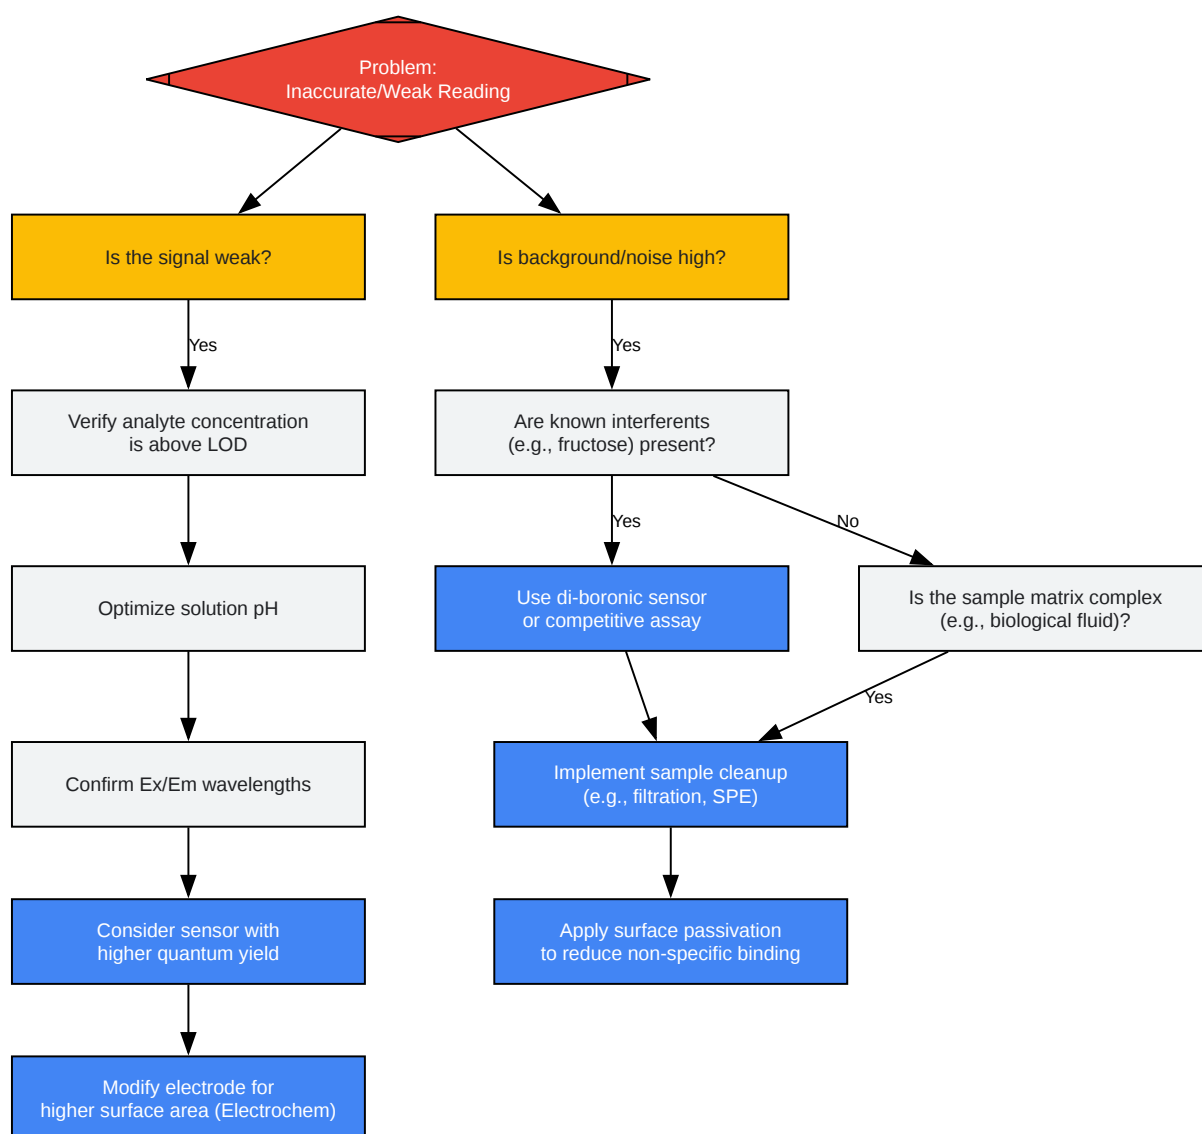 Problem:
Inaccurate/Weak Reading
Is the signal weak?
Is background/noise high?
Yes
Yes
Verify analyte concentration
is above LOD
Are known interferents
(e.g., fructose) present?
Yes
No
Optimize solution pH
Use di-boronic sensor
or competitive assay
Is the sample matrix complex
(e.g., biological fluid)?
Yes
Confirm Ex/Em wavelengths
Implement sample cleanup
(e.g., filtration, SPE)
Consider sensor with
higher quantum yield
Apply surface passivation
to reduce non-specific binding
Modify electrode for
higher surface area (Electrochem)